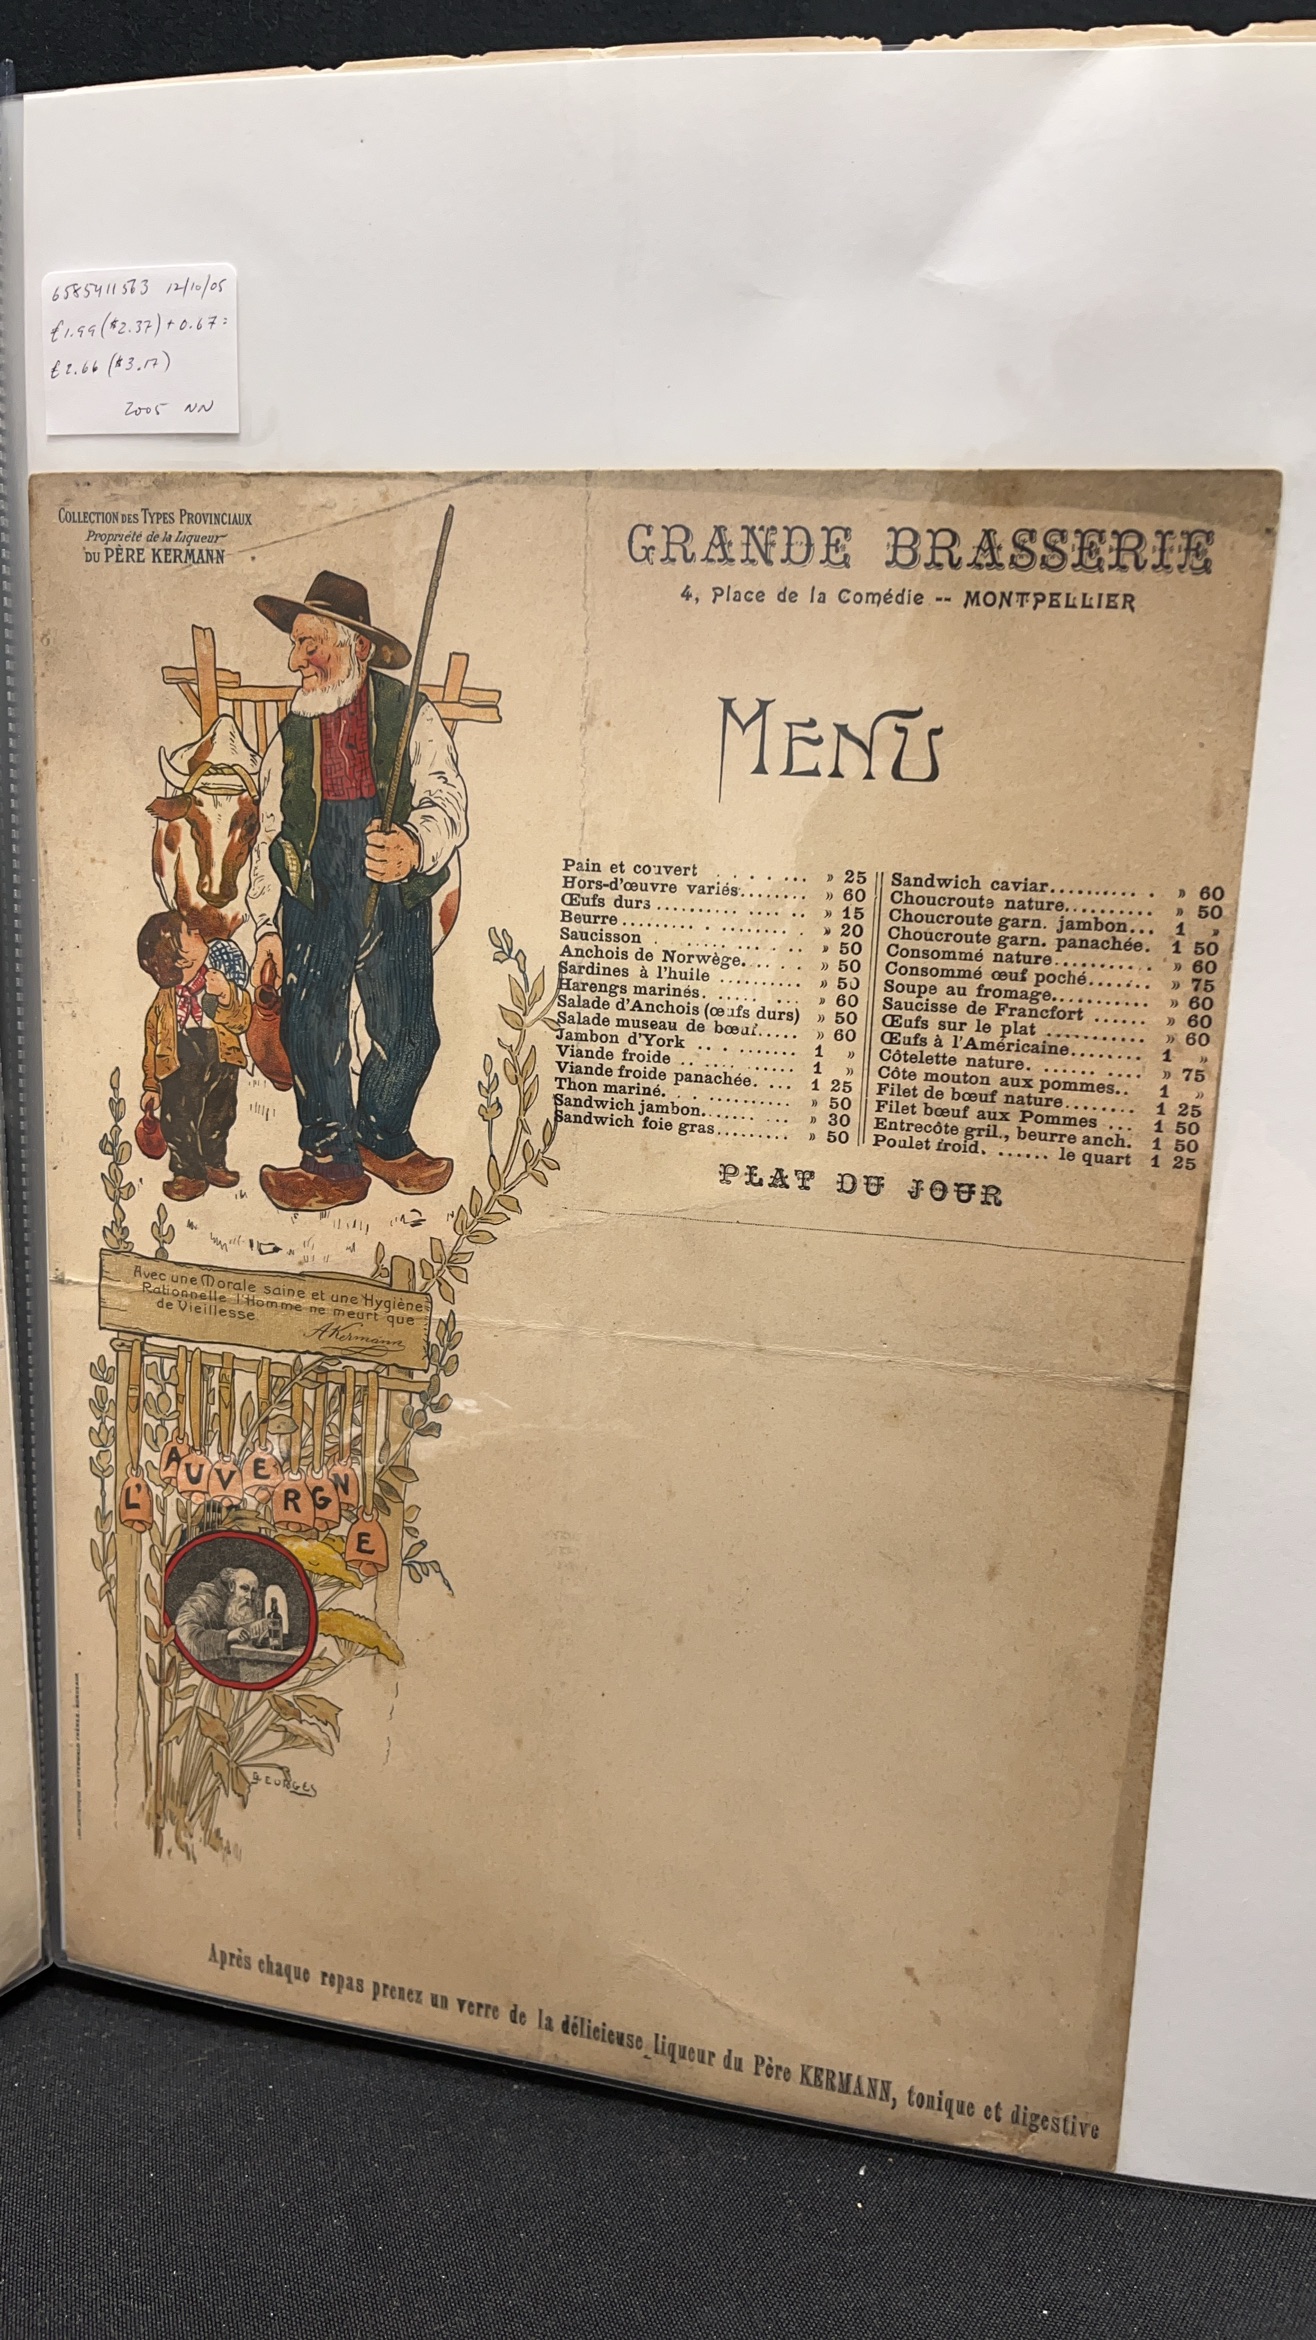 6585411563 12/10/05
£1.99 ($2.37) + 0.67 =
£2.66 ($3.17)
2005 NN
COLLECTION DES TYPES PROVINCIAUX
Propriété de la Liqueur
DU PÈRE KERMANN
GRANDE BRASSERIE
4, Place de la Comédie -- MONTPELLIER
MENU
Pain et couvert ....... » 25
Hors-d'œuvre variés........ » 60
Œufs durs ................ » 15
Beurre .................... » 20
Saucisson ................ » 50
Anchois de Norwège....... » 50
Sardines à l'huile .......... » 50
Harengs marinés. ......... » 60
Salade d'Anchois (œufs durs) » 50
Salade museau de bœuf..... » 60
Jambon d'York ............ 1 »
Viande froide ............. 1 »
Viande froide panachée. ... 1 25
Thon mariné. ............. » 50
Sandwich jambon.......... » 30
Sandwich foie gras......... » 50
Sandwich caviar........... » 60
Choucroute nature.......... » 50
Choucroute garn. jambon... 1 »
Choucroute garn. panachée. 1 50
Consommé nature........... » 60
Consommé œuf poché....... » 75
Soupe au fromage........... » 60
Saucisse de Francfort ...... » 60
Œufs sur le plat ........... » 60
Œufs à l'Américaine........ 1 »
Côtelette nature. .......... » 75
Côte mouton aux pommes.. 1 »
Filet de bœuf nature........ 1 25
Filet bœuf aux Pommes ... 1 50
Entrecôte gril., beurre anch. 1 50
Poulet froid. ...... le quart 1 25
PLAT DU JOUR
Avec une Morale saine et une Hygiène
Rationnelle l'Homme ne meurt que
de Vieillesse
AKermann
L'AUVERGNE
GEORGES
Après chaque repas prenez un verre de la délicieuse liqueur du Père KERMANN, tonique et digestive